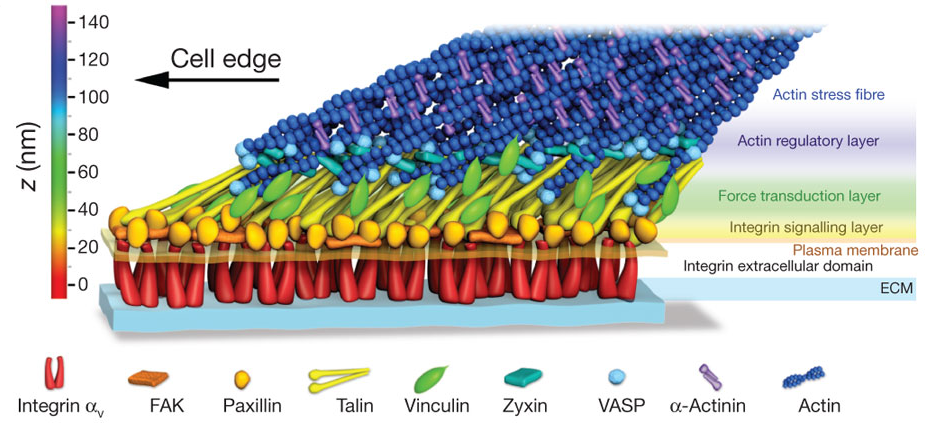 140
120
100
80
60
40
20
0
z (nm)
Cell edge
Actin stress fibre
Actin regulatory layer
Force transduction layer
Integrin signalling layer
Plasma membrane
Integrin extracellular domain
ECM
Integrin αv
FAK
Paxillin
Talin
Vinculin
Zyxin
VASP
α-Actinin
Actin